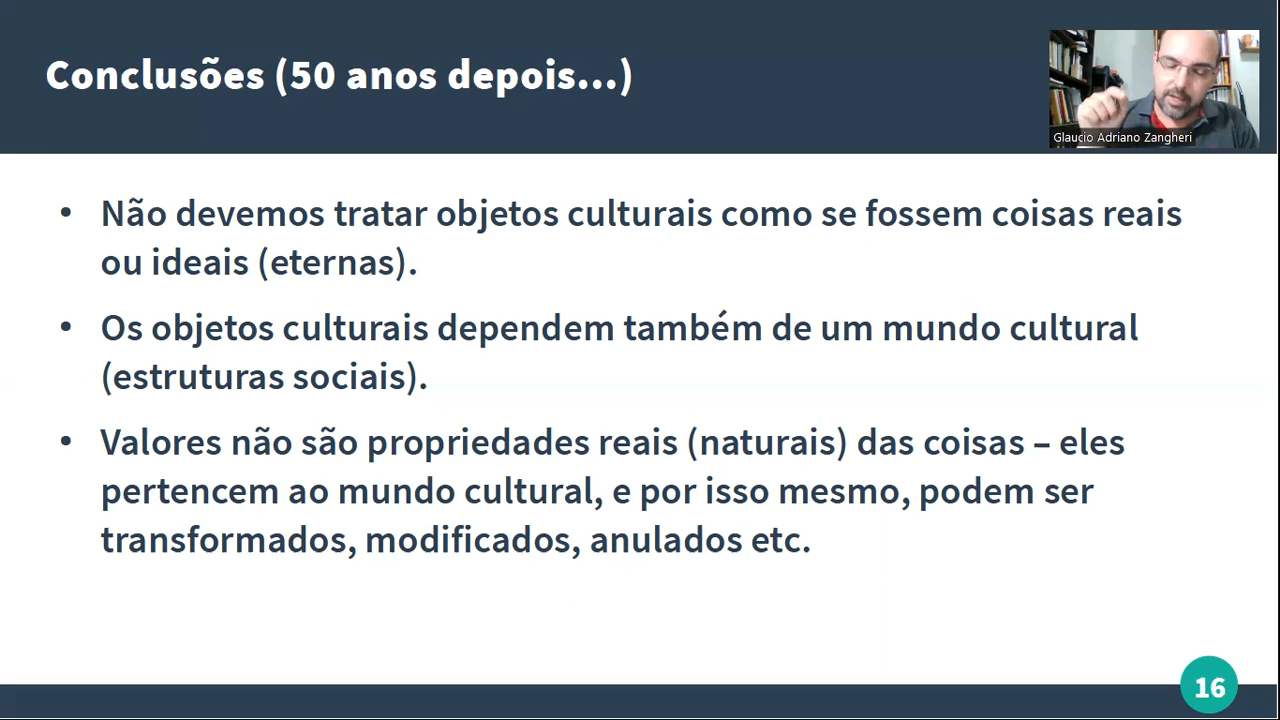 Conclusões (50 anos depois...)
Glaucio Adriano Zangheri
• Não devemos tratar objetos culturais como se fossem coisas reais
ou ideais (eternas).
• Os objetos culturais dependem também de um mundo cultural
(estruturas sociais).
• Valores não são propriedades reais (naturais) das coisas – eles
pertencem ao mundo cultural, e por isso mesmo, podem ser
transformados, modificados, anulados etc.
16